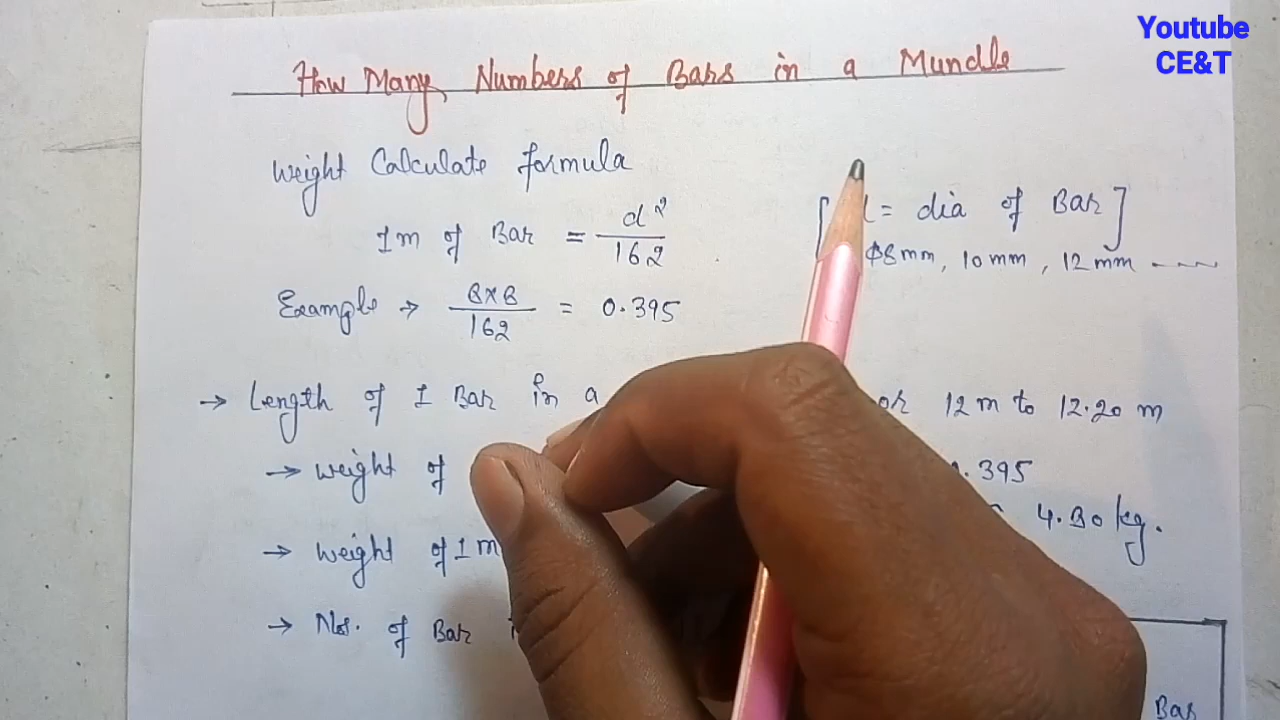 Youtube
CE&T
How Many Numbers of Bars in a Mundle
Weight Calculate formula
1m of Bar = d² / 162
[ = dia of Bar]
φ8mm, 10mm, 12mm ----
Example → 8×8 / 162 = 0.395
→ Length of 1 Bar in a or 12m to 12.20 m
→ weight of .395
4.80 kg.
→ weight of 1m
→ Nos. of Bar
Bar